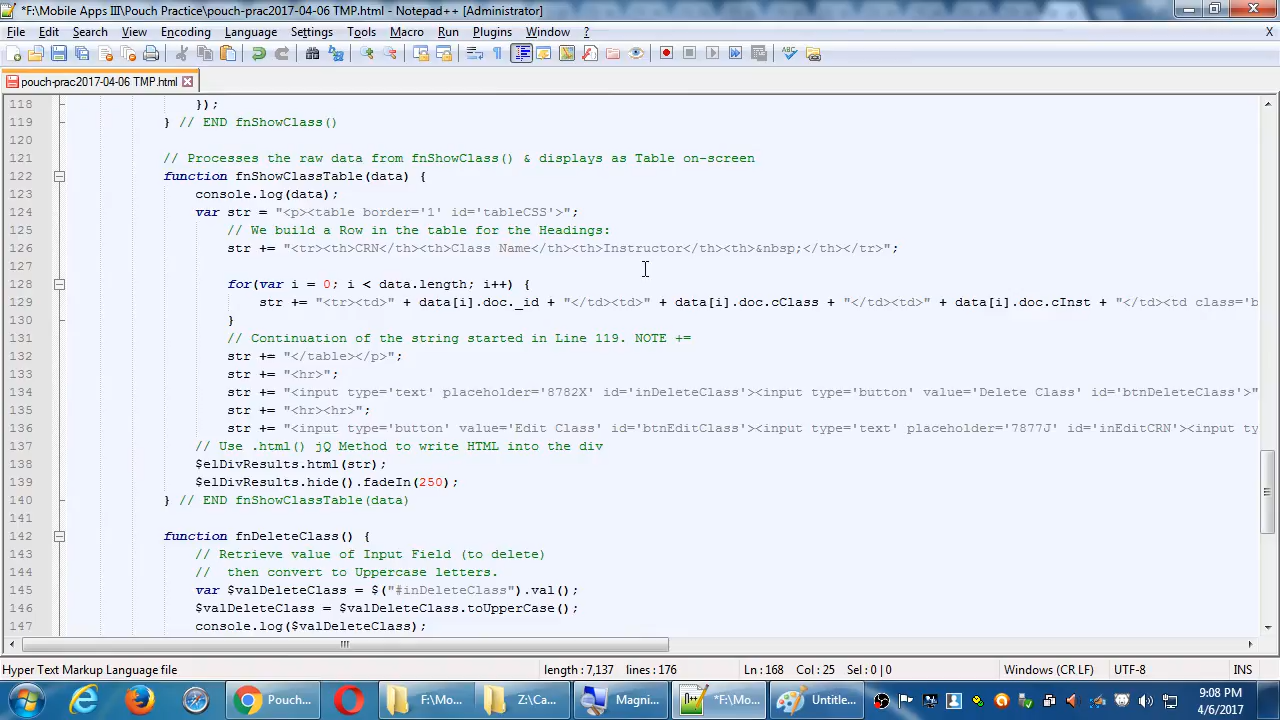 *F:\Mobile Apps III\Pouch Practice\pouch-prac2017-04-06 TMP.html - Notepad++ [Administrator]
File Edit Search View Encoding Language Settings Tools Macro Run Plugins Window ? X
pouch-prac2017-04-06 TMP.html
118 });
119 } // END fnShowClass()
120
121 // Processes the raw data from fnShowClass() & displays as Table on-screen
122 function fnShowClassTable(data) {
123 console.log(data);
124 var str = "<p><table border='1' id='tableCSS'>";
125 // We build a Row in the table for the Headings:
126 str += "<tr><th>CRN</th><th>Class Name</th><th>Instructor</th><th>&nbsp;</th></tr>";
127
128 for(var i = 0; i < data.length; i++) {
129 str += "<tr><td>" + data[i].doc._id + "</td><td>" + data[i].doc.cClass + "</td><td>" + data[i].doc.cInst + "</td><td class='b
130 }
131 // Continuation of the string started in Line 119. NOTE +=
132 str += "</table></p>";
133 str += "<hr>";
134 str += "<input type='text' placeholder='8782X' id='inDeleteClass'><input type='button' value='Delete Class' id='btnDeleteClass'>"
135 str += "<hr><hr>";
136 str += "<input type='button' value='Edit Class' id='btnEditClass'><input type='text' placeholder='7877J' id='inEditCRN'><input ty
137 // Use .html() jQ Method to write HTML into the div
138 $elDivResults.html(str);
139 $elDivResults.hide().fadeIn(250);
140 } // END fnShowClassTable(data)
141
142 function fnDeleteClass() {
143 // Retrieve value of Input Field (to delete)
144 // then convert to Uppercase letters.
145 var $valDeleteClass = $("#inDeleteClass").val();
146 $valDeleteClass = $valDeleteClass.toUpperCase();
147 console.log($valDeleteClass);
Hyper Text Markup Language file length : 7,137 lines : 176 Ln : 168 Col : 25 Sel : 0 | 0 Windows (CR LF) UTF-8 INS
Pouch... F:\Mo... Z:\Ca... Magni... *F:\Mo... Untitle... 9:08 PM
4/6/2017